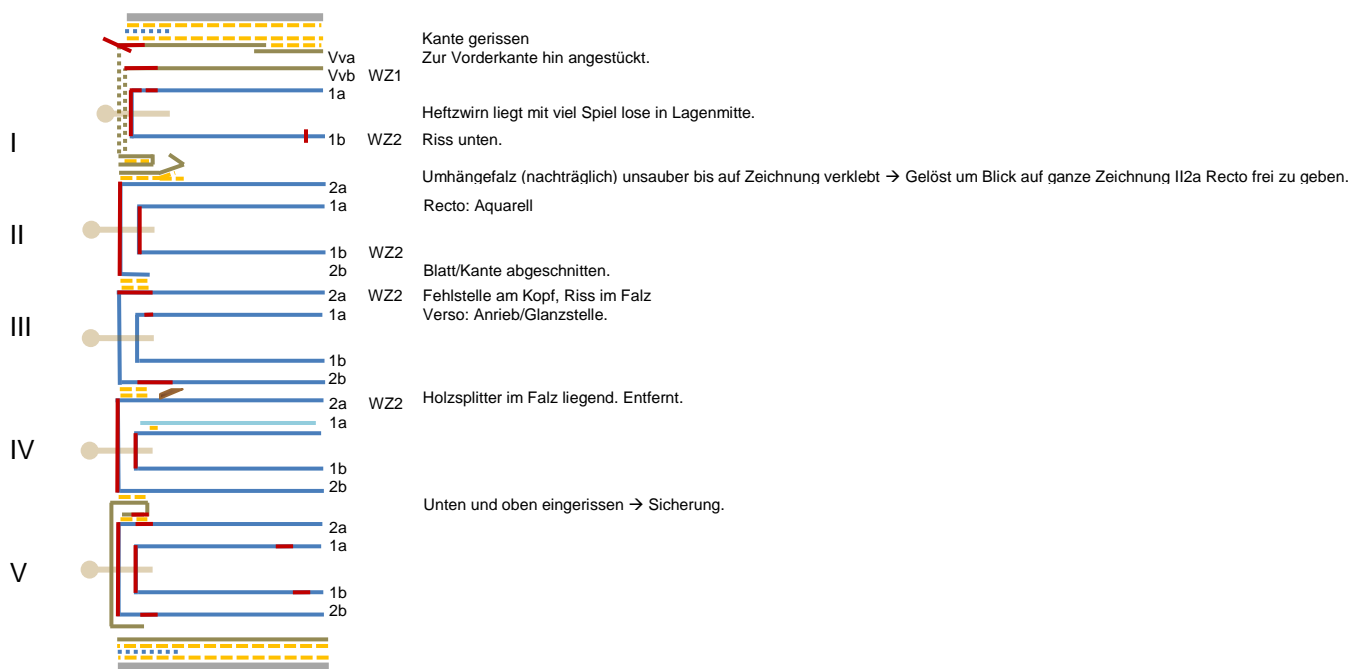 Kante gerissen
Vva Zur Vorderkante hin angestückt.
Vvb WZ1
1a
Heftzwirn liegt mit viel Spiel lose in Lagenmitte.
I 1b WZ2 Riss unten.
Umhängefalz (nachträglich) unsauber bis auf Zeichnung verklebt → Gelöst um Blick auf ganze Zeichnung II2a Recto frei zu geben.
2a
1a Recto: Aquarell
II
1b WZ2
2b Blatt/Kante abgeschnitten.
2a WZ2 Fehlstelle am Kopf, Riss im Falz
1a Verso: Anrieb/Glanzstelle.
III
1b
2b
2a WZ2 Holzsplitter im Falz liegend. Entfernt.
1a
IV
1b
2b
Unten und oben eingerissen → Sicherung.
2a
1a
V
1b
2b